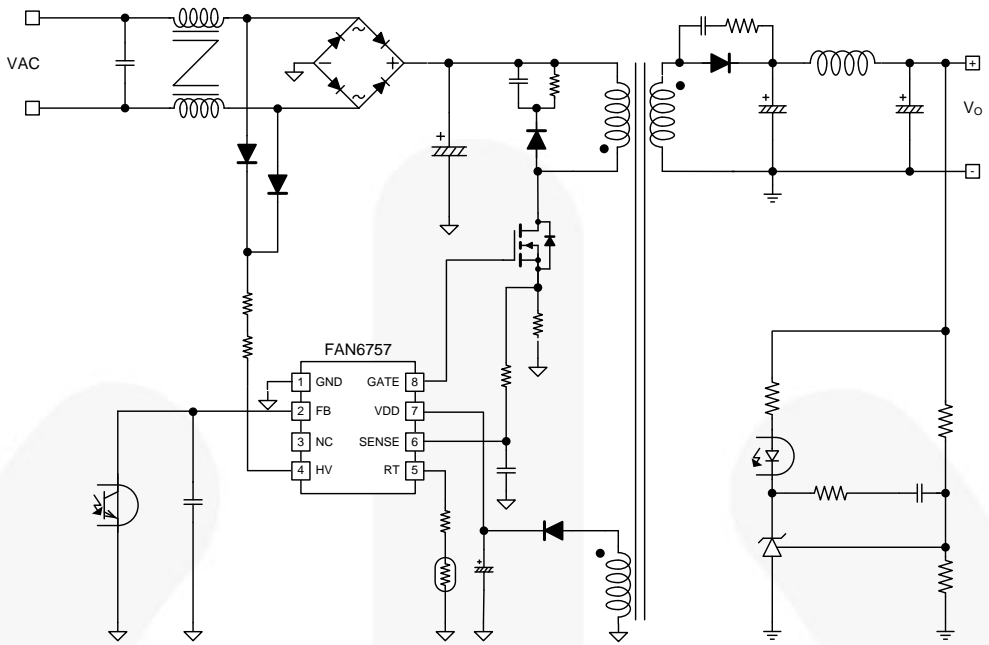 VAC
+
VO
-
~
- +
~
+
+
+
FAN6757
1 GND
GATE 8
2 FB
VDD 7
3 NC
SENSE 6
4 HV
RT 5
+